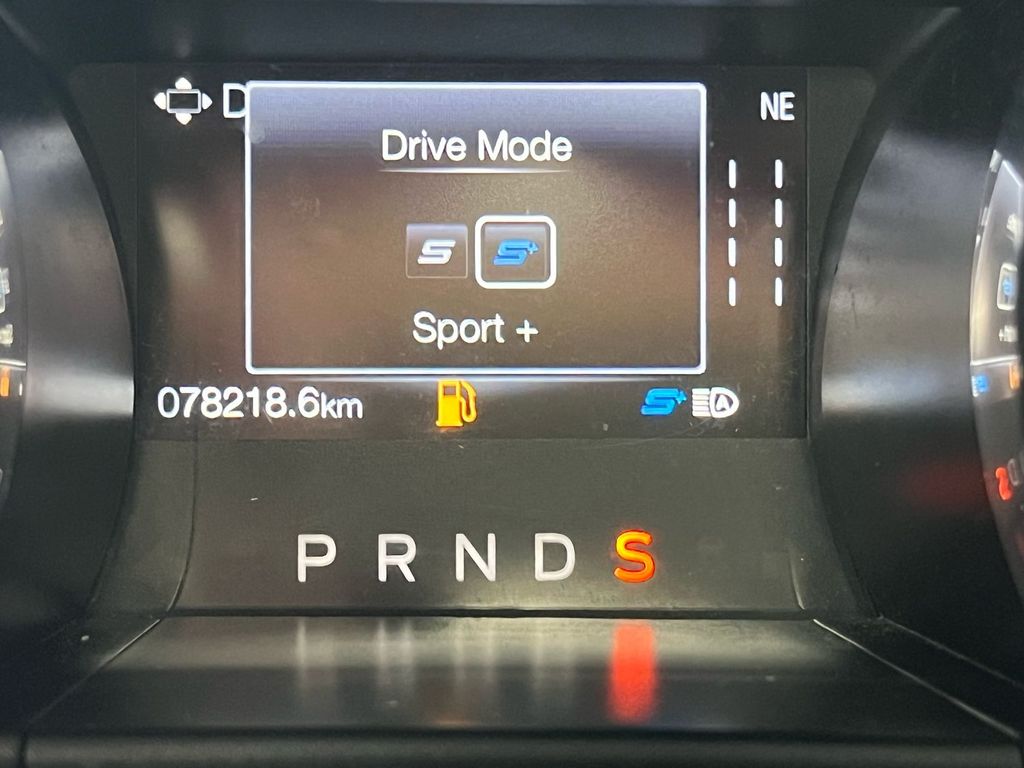 D
NE
Drive Mode
S S+
Sport +
078218.6km
S+ A
P R N D S